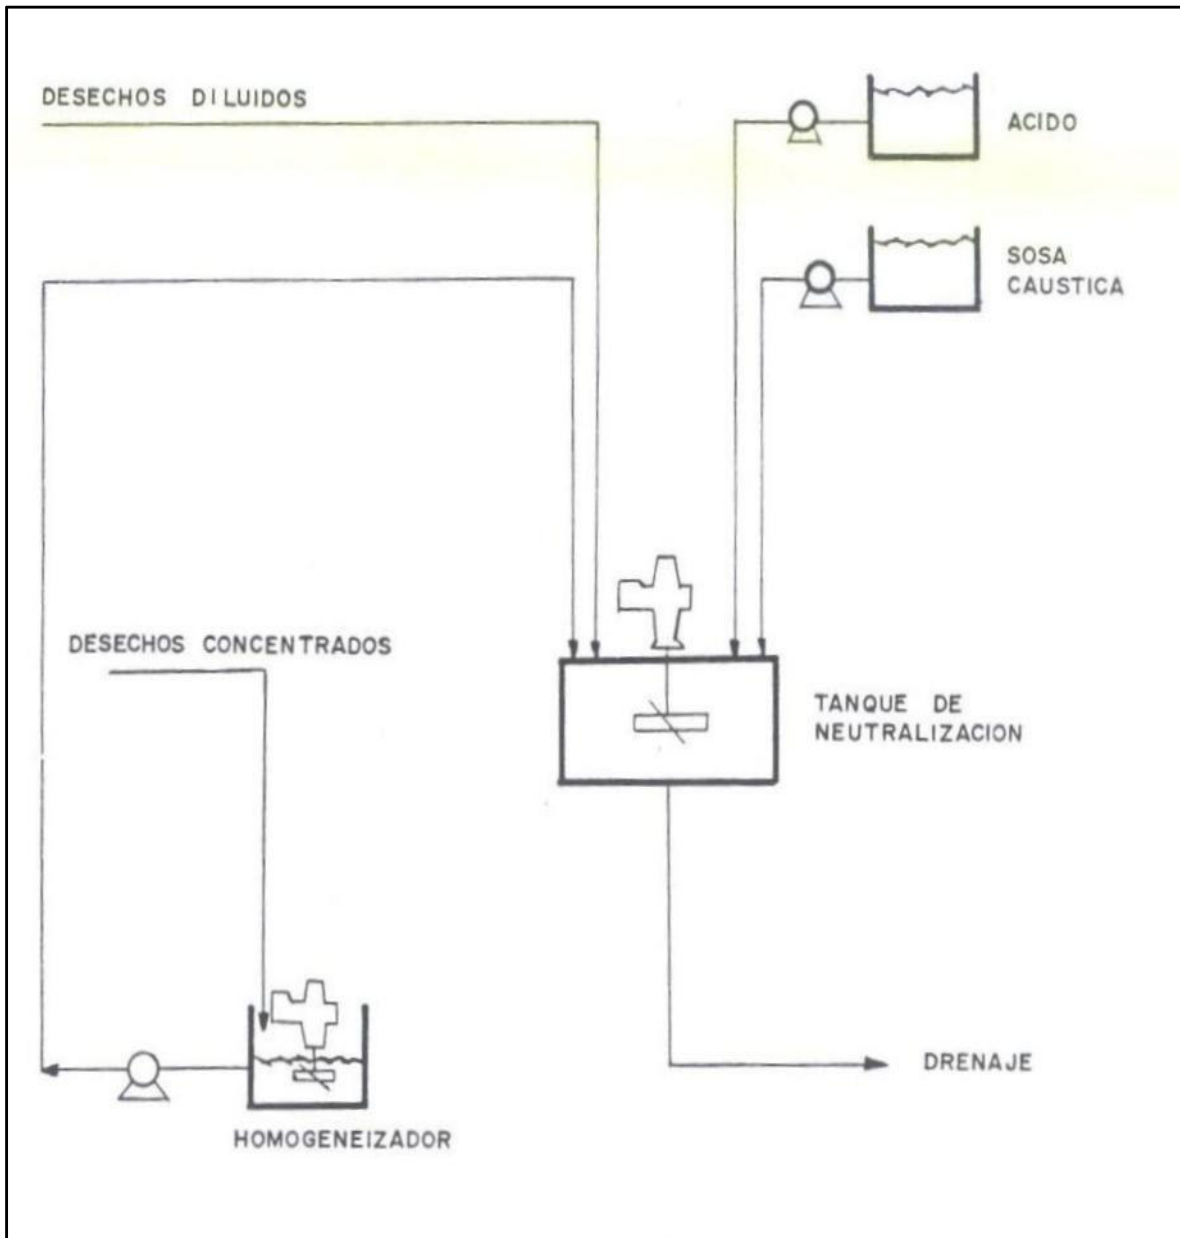 DESECHOS DILUIDOS
ACIDO
SOSA
CAUSTICA
DESECHOS CONCENTRADOS
TANQUE DE
NEUTRALIZACION
DRENAJE
HOMOGENEIZADOR